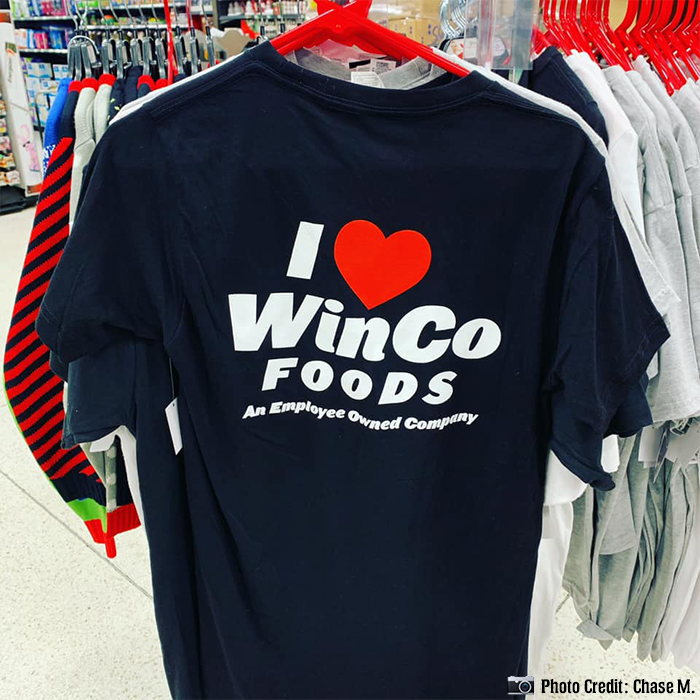 I ❤
WinCo
FOODS
An Employee Owned Company
Photo Credit: Chase M.